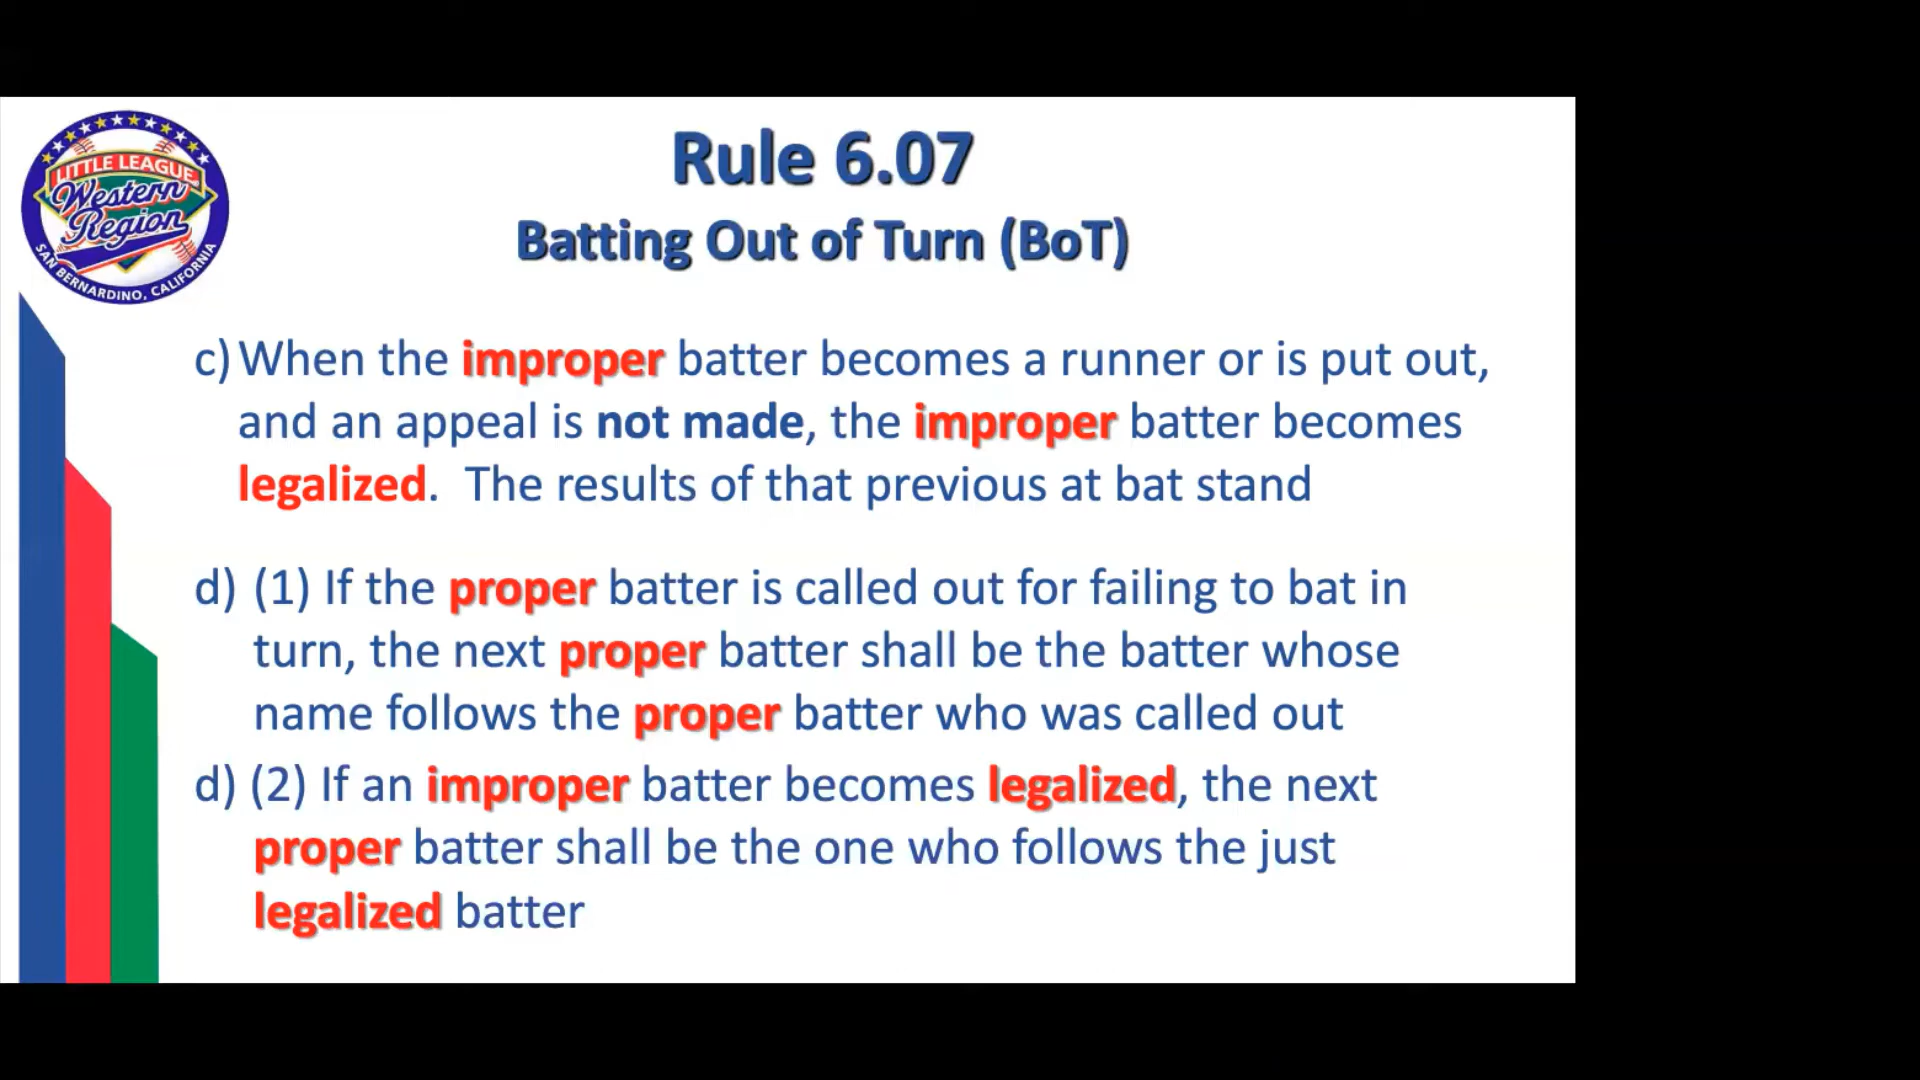 LITTLE LEAGUE
Western
Region
SAN BERNARDINO, CALIFORNIA
Rule 6.07
Batting Out of Turn (BoT)
c) When the improper batter becomes a runner or is put out,
and an appeal is not made, the improper batter becomes
legalized. The results of that previous at bat stand
d) (1) If the proper batter is called out for failing to bat in
turn, the next proper batter shall be the batter whose
name follows the proper batter who was called out
d) (2) If an improper batter becomes legalized, the next
proper batter shall be the one who follows the just
legalized batter